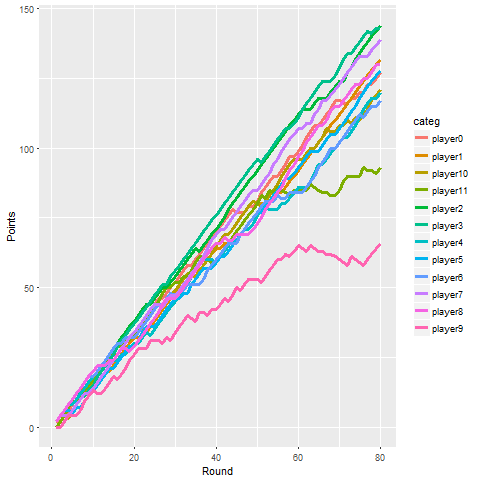 150
100
50
0
Points
0
20
40
60
80
Round
categ
player0
player1
player10
player11
player2
player3
player4
player5
player6
player7
player8
player9